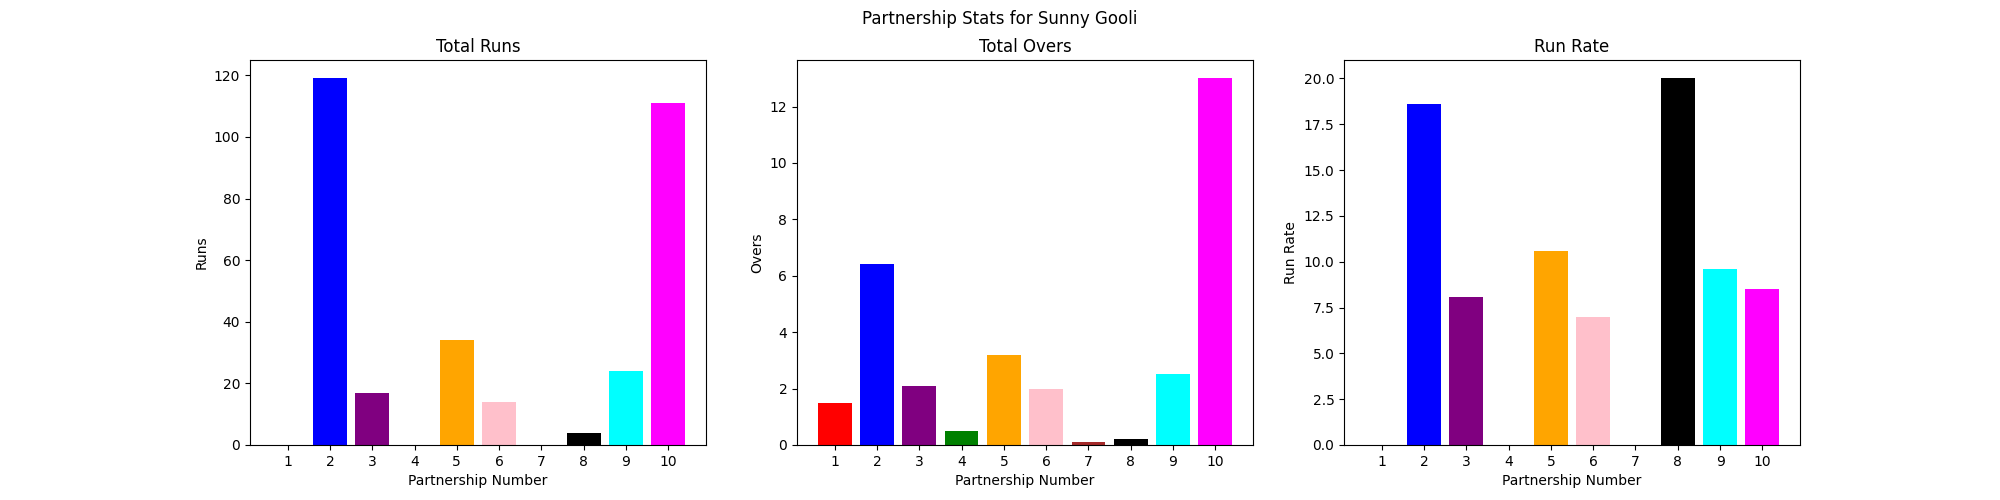 Partnership Stats for Sunny Gooli
Total Runs
120
100
80
60
40
20
0
Runs
1 2 3 4 5 6 7 8 9 10
Partnership Number
Total Overs
12
10
8
6
4
2
0
Overs
1 2 3 4 5 6 7 8 9 10
Partnership Number
Run Rate
20.0
17.5
15.0
12.5
10.0
7.5
5.0
2.5
0.0
Run Rate
1 2 3 4 5 6 7 8 9 10
Partnership Number